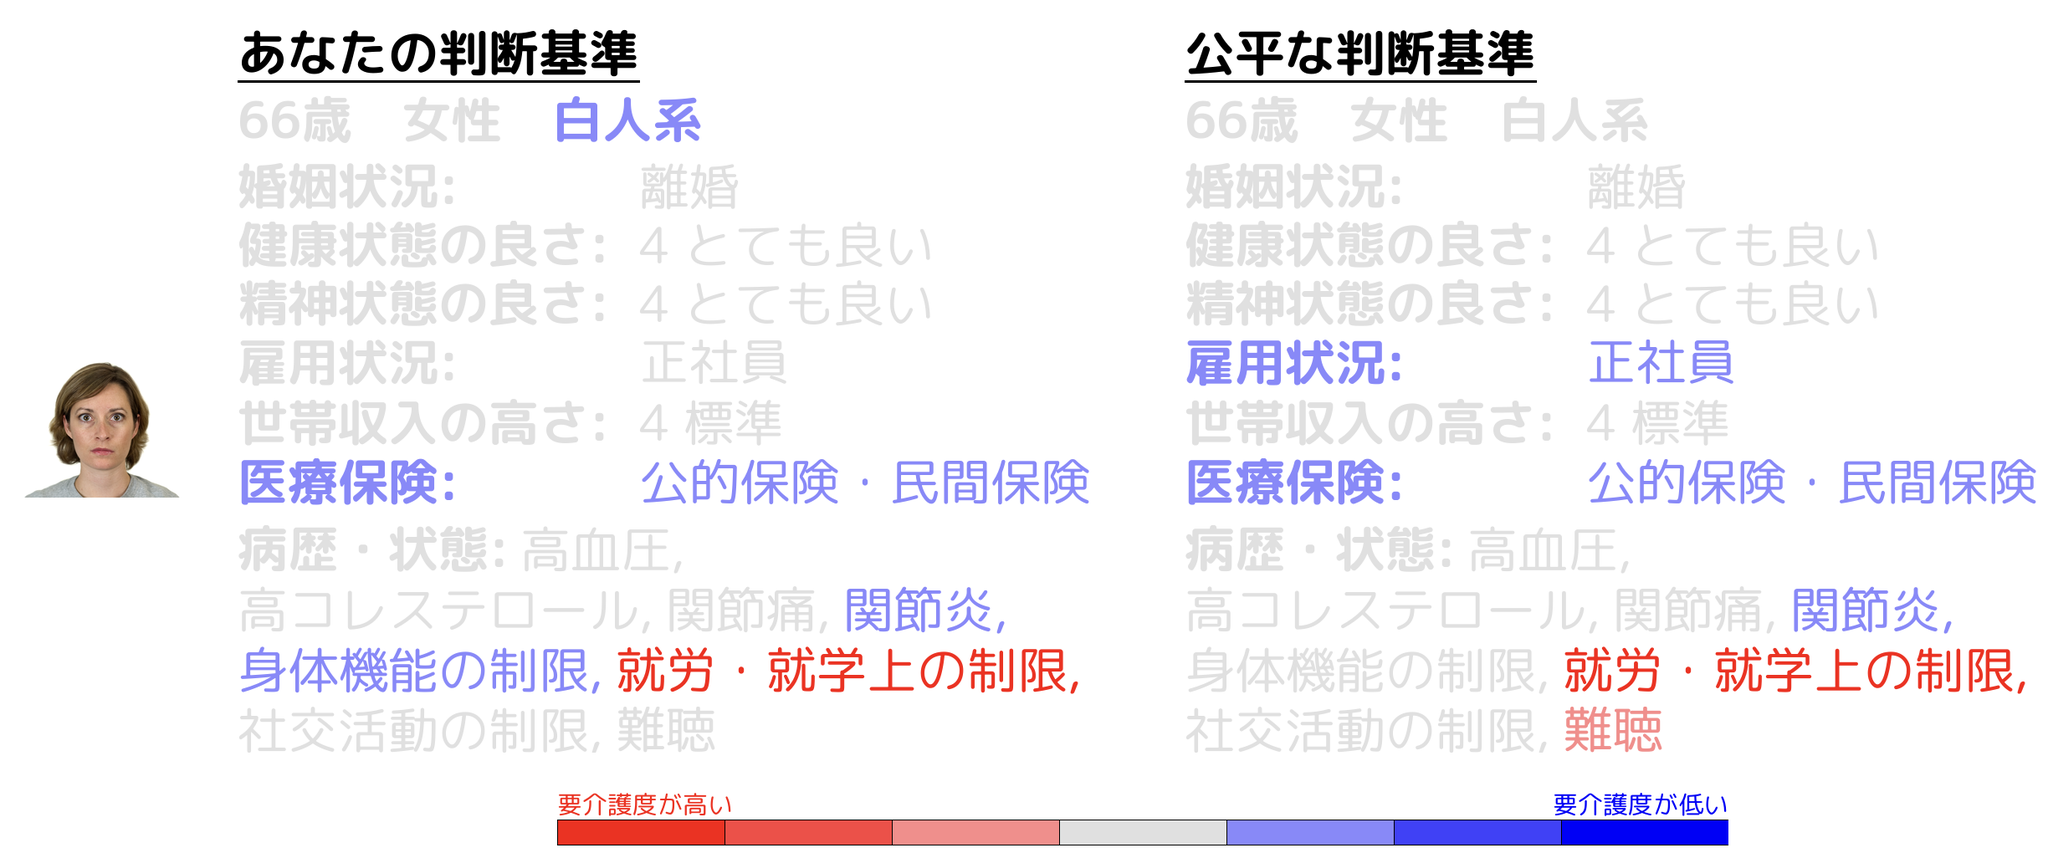 あなたの判断基準
66歳 女性 白人系
婚姻状況: 離婚
健康状態の良さ: 4 とても良い
精神状態の良さ: 4 とても良い
雇用状況: 正社員
世帯収入の高さ: 4 標準
医療保険: 公的保険・民間保険
病歴・状態: 高血圧,
高コレステロール, 関節痛, 関節炎,
身体機能の制限, 就労・就学上の制限,
社交活動の制限, 難聴
公平な判断基準
66歳 女性 白人系
婚姻状況: 離婚
健康状態の良さ: 4 とても良い
精神状態の良さ: 4 とても良い
雇用状況: 正社員
世帯収入の高さ: 4 標準
医療保険: 公的保険・民間保険
病歴・状態: 高血圧,
高コレステロール, 関節痛, 関節炎,
身体機能の制限, 就労・就学上の制限,
社交活動の制限, 難聴
要介護度が高い
要介護度が低い